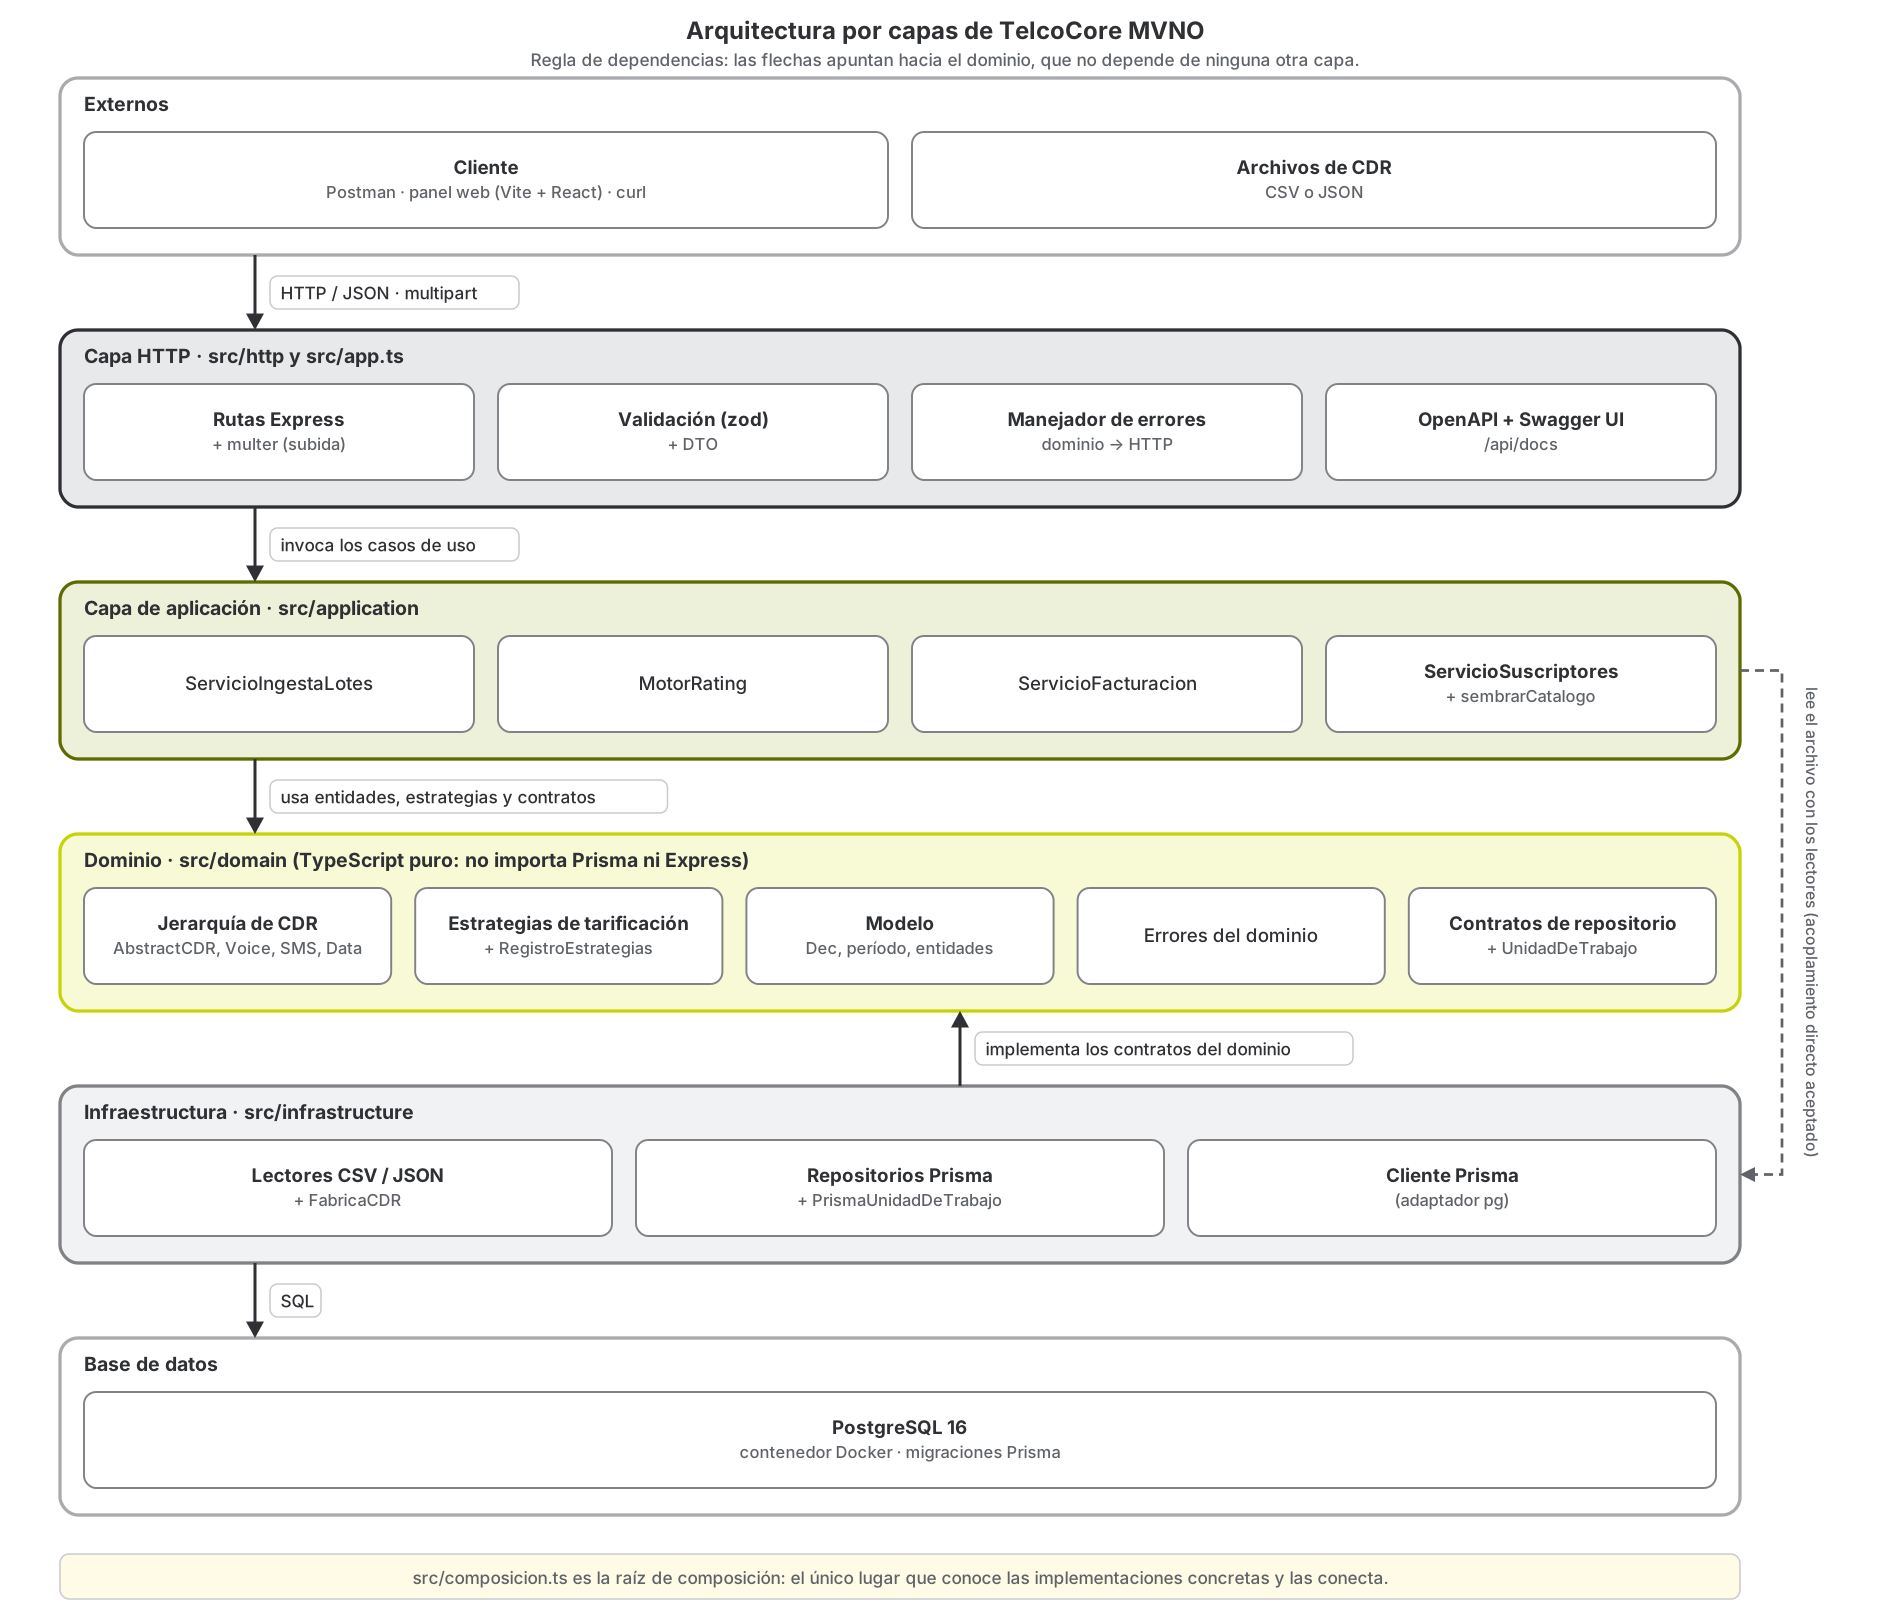 Arquitectura por capas de TelcoCore MVNO
Regla de dependencias: las flechas apuntan hacia el dominio, que no depende de ninguna otra capa.
Externos
Cliente
Postman · panel web (Vite + React) · curl
Archivos de CDR
CSV o JSON
HTTP / JSON · multipart
Capa HTTP · src/http y src/app.ts
Rutas Express
+ multer (subida)
Validación (zod)
+ DTO
Manejador de errores
dominio → HTTP
OpenAPI + Swagger UI
/api/docs
invoca los casos de uso
Capa de aplicación · src/application
ServicioIngestaLotes
MotorRating
ServicioFacturacion
ServicioSuscriptores
+ sembrarCatalogo
lee el archivo con los lectores (acoplamiento directo aceptado)
usa entidades, estrategias y contratos
Dominio · src/domain (TypeScript puro: no importa Prisma ni Express)
Jerarquía de CDR
AbstractCDR, Voice, SMS, Data
Estrategias de tarificación
+ RegistroEstrategias
Modelo
Dec, período, entidades
Errores del dominio
Contratos de repositorio
+ UnidadDeTrabajo
implementa los contratos del dominio
Infraestructura · src/infrastructure
Lectores CSV / JSON
+ FabricaCDR
Repositorios Prisma
+ PrismaUnidadDeTrabajo
Cliente Prisma
(adaptador pg)
SQL
Base de datos
PostgreSQL 16
contenedor Docker · migraciones Prisma
src/composicion.ts es la raíz de composición: el único lugar que conoce las implementaciones concretas y las conecta.